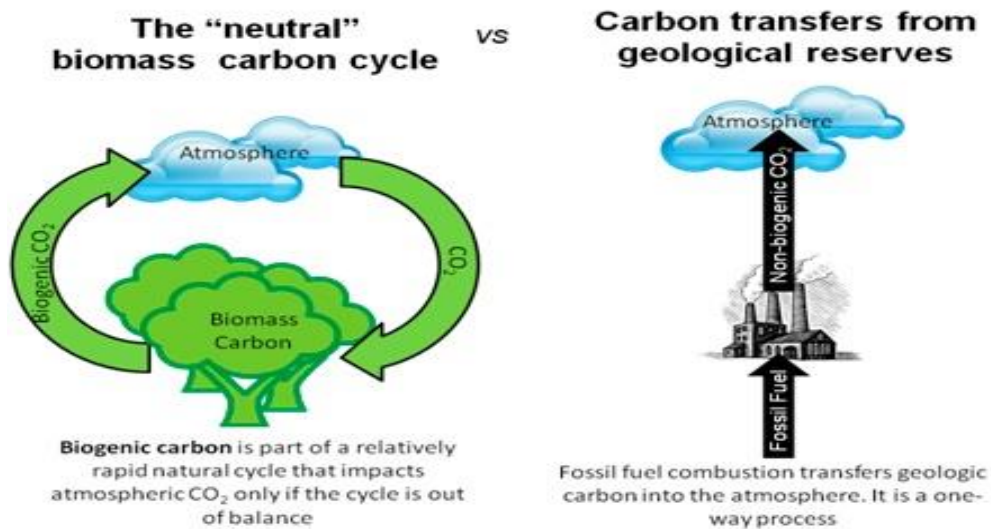 The “neutral”
biomass carbon cycle
vs
Carbon transfers from
geological reserves
Atmosphere
Biogenic CO₂
CO₂
Biomass
Carbon
Biogenic carbon is part of a relatively
rapid natural cycle that impacts
atmospheric CO₂ only if the cycle is out
of balance
Atmosphere
Non-biogenic CO₂
Fossil Fuel
Fossil fuel combustion transfers geologic
carbon into the atmosphere. It is a one-
way process